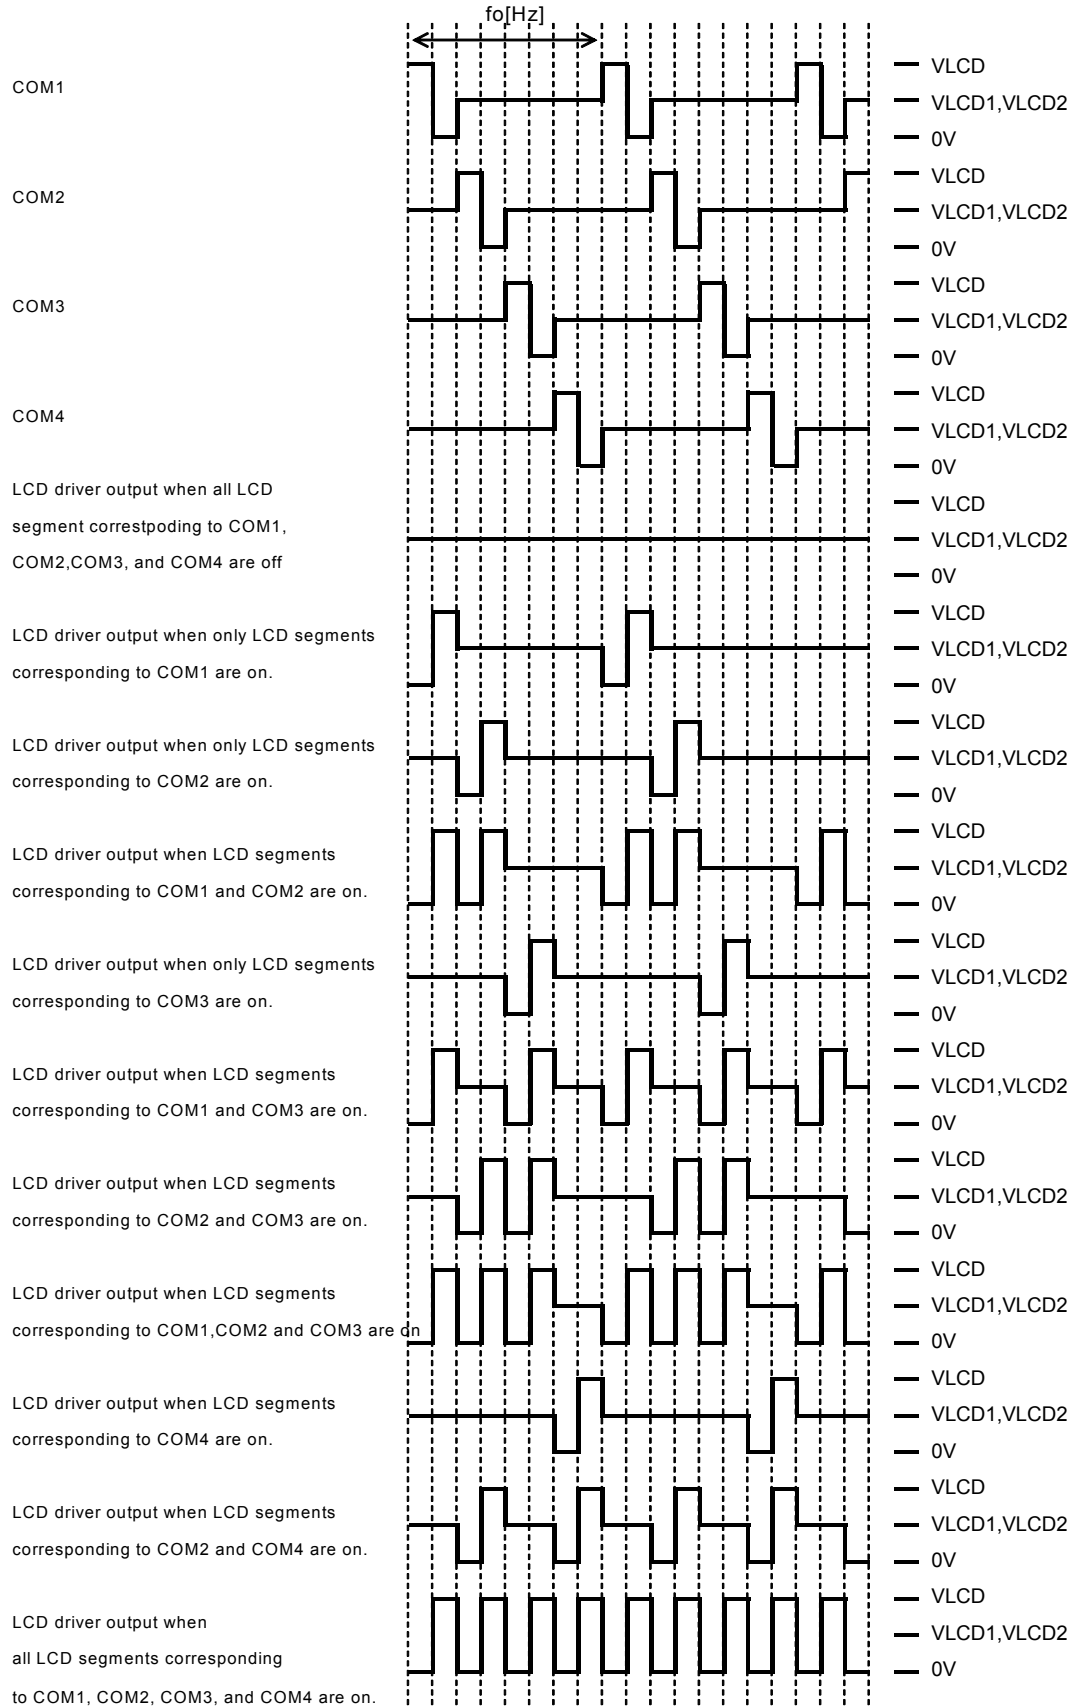 fo[Hz]
COM1
VLCD
VLCD1,VLCD2
0V
COM2
VLCD
VLCD1,VLCD2
0V
COM3
VLCD
VLCD1,VLCD2
0V
COM4
VLCD
VLCD1,VLCD2
0V
LCD driver output when all LCD
segment correstpoding to COM1,
COM2,COM3, and COM4 are off
VLCD
VLCD1,VLCD2
0V
LCD driver output when only LCD segments
corresponding to COM1 are on.
VLCD
VLCD1,VLCD2
0V
LCD driver output when only LCD segments
corresponding to COM2 are on.
VLCD
VLCD1,VLCD2
0V
LCD driver output when LCD segments
corresponding to COM1 and COM2 are on.
VLCD
VLCD1,VLCD2
0V
LCD driver output when only LCD segments
corresponding to COM3 are on.
VLCD
VLCD1,VLCD2
0V
LCD driver output when LCD segments
corresponding to COM1 and COM3 are on.
VLCD
VLCD1,VLCD2
0V
LCD driver output when LCD segments
corresponding to COM2 and COM3 are on.
VLCD
VLCD1,VLCD2
0V
LCD driver output when LCD segments
corresponding to COM1,COM2 and COM3 are on
VLCD
VLCD1,VLCD2
0V
LCD driver output when LCD segments
corresponding to COM4 are on.
VLCD
VLCD1,VLCD2
0V
LCD driver output when LCD segments
corresponding to COM2 and COM4 are on.
VLCD
VLCD1,VLCD2
0V
LCD driver output when
all LCD segments corresponding
to COM1, COM2, COM3, and COM4 are on.
VLCD
VLCD1,VLCD2
0V